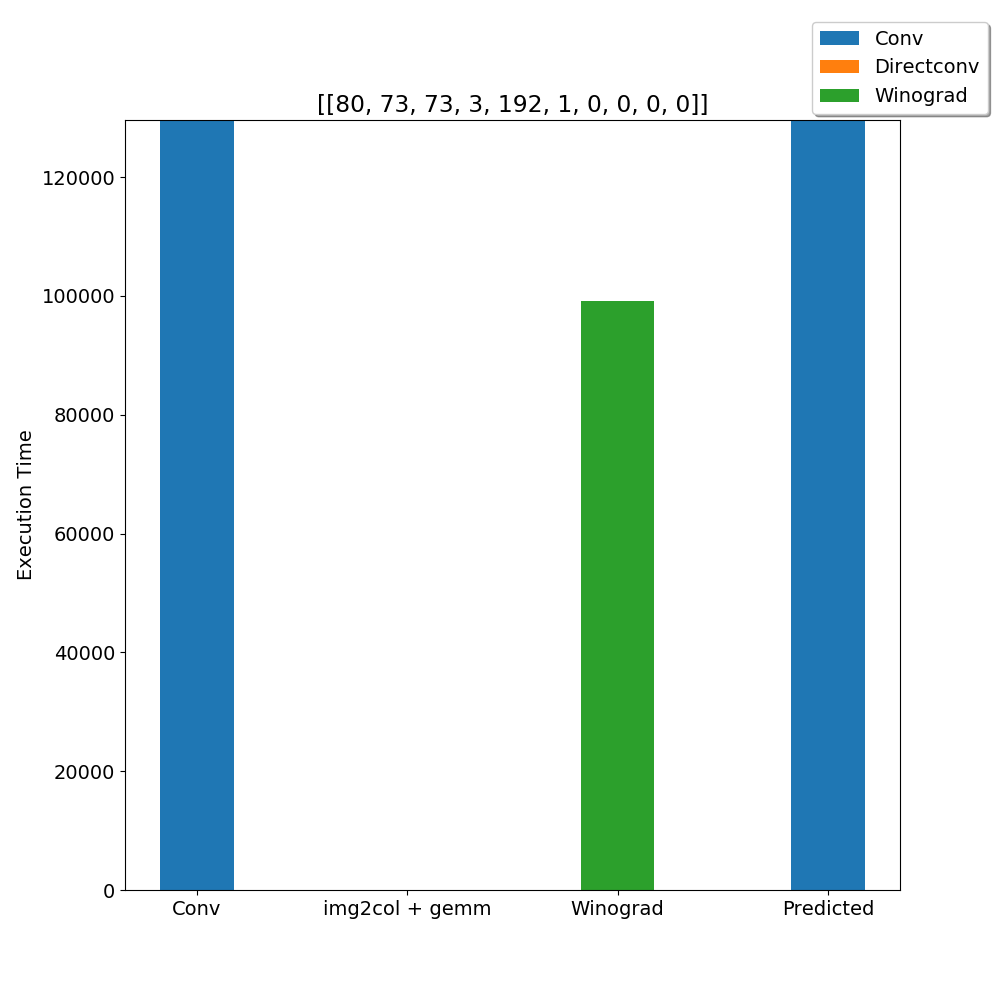 Conv
Directconv
Winograd
[[80, 73, 73, 3, 192, 1, 0, 0, 0, 0]]
120000
100000
80000
60000
40000
20000
0
Execution Time
Conv
img2col + gemm
Winograd
Predicted